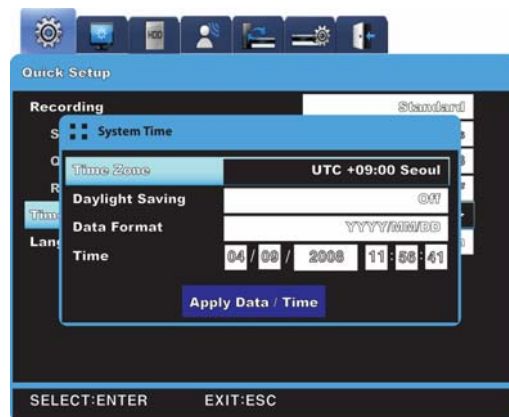 HDD
Quick Setup
Recording Standard
System Time
Time Zone UTC +09:00 Seoul
Daylight Saving Off
Data Format YYYY/MM/DD
Time 04 / 09 / 2008 11 : 56 : 41
Apply Data / Time
SELECT:ENTER EXIT:ESC